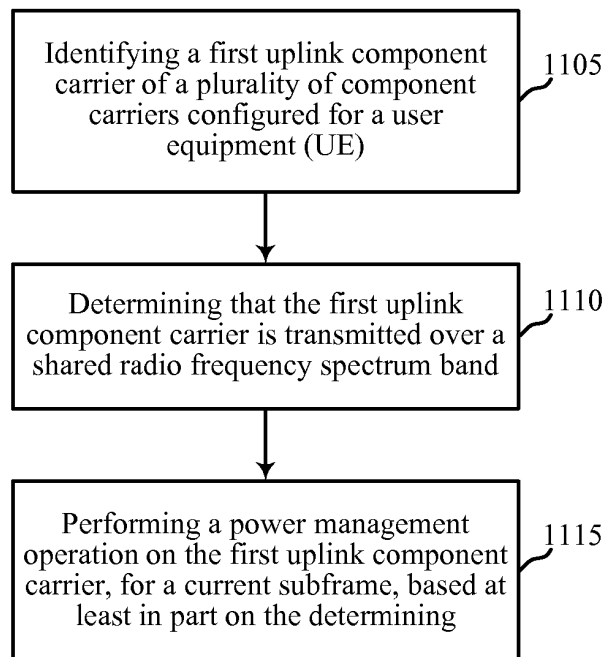 Identifying a first uplink component
carrier of a plurality of component
carriers configured for a user
equipment (UE)
1105
Determining that the first uplink
component carrier is transmitted over a
shared radio frequency spectrum band
1110
Performing a power management
operation on the first uplink component
carrier, for a current subframe, based at
least in part on the determining
1115